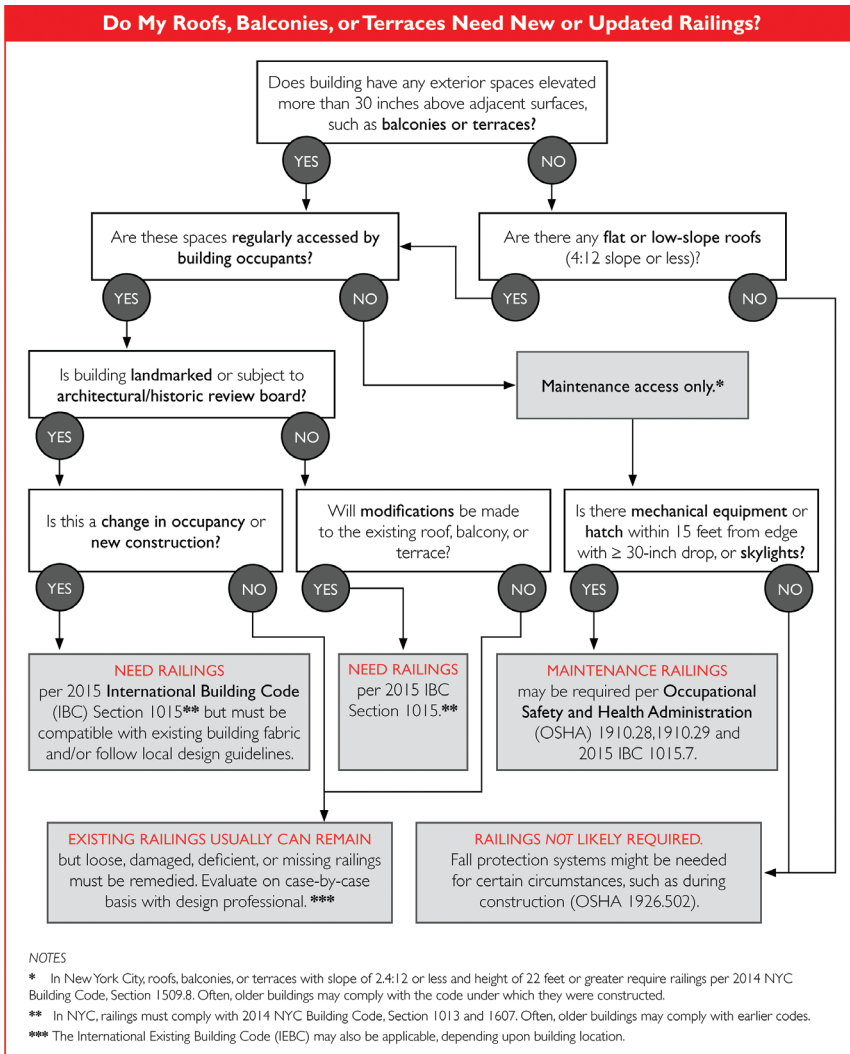 Do My Roofs, Balconies, or Terraces Need New or Updated Railings?
Does building have any exterior spaces elevated
more than 30 inches above adjacent surfaces,
such as balconies or terraces?
YES
NO
Are these spaces regularly accessed by
building occupants?
Are there any flat or low-slope roofs
(4:12 slope or less)?
YES
NO
YES
NO
Is building landmarked or subject to
architectural/historic review board?
Maintenance access only.*
YES
NO
Is this a change in occupancy or
new construction?
Will modifications be made
to the existing roof, balcony, or
terrace?
Is there mechanical equipment or
hatch within 15 feet from edge
with ≥ 30-inch drop, or skylights?
YES
NO
YES
NO
YES
NO
NEED RAILINGS
per 2015 International Building Code
(IBC) Section 1015** but must be
compatible with existing building fabric
and/or follow local design guidelines.
NEED RAILINGS
per 2015 IBC
Section 1015.**
MAINTENANCE RAILINGS
may be required per Occupational
Safety and Health Administration
(OSHA) 1910.28,1910.29 and
2015 IBC 1015.7.
EXISTING RAILINGS USUALLY CAN REMAIN
but loose, damaged, deficient, or missing railings
must be remedied. Evaluate on case-by-case
basis with design professional. ***
RAILINGS NOT LIKELY REQUIRED.
Fall protection systems might be needed
for certain circumstances, such as during
construction (OSHA 1926.502).
NOTES
* In New York City, roofs, balconies, or terraces with slope of 2.4:12 or less and height of 22 feet or greater require railings per 2014 NYC
Building Code, Section 1509.8. Often, older buildings may comply with the code under which they were constructed.
** In NYC, railings must comply with 2014 NYC Building Code, Section 1013 and 1607. Often, older buildings may comply with earlier codes.
*** The International Existing Building Code (IEBC) may also be applicable, depending upon building location.